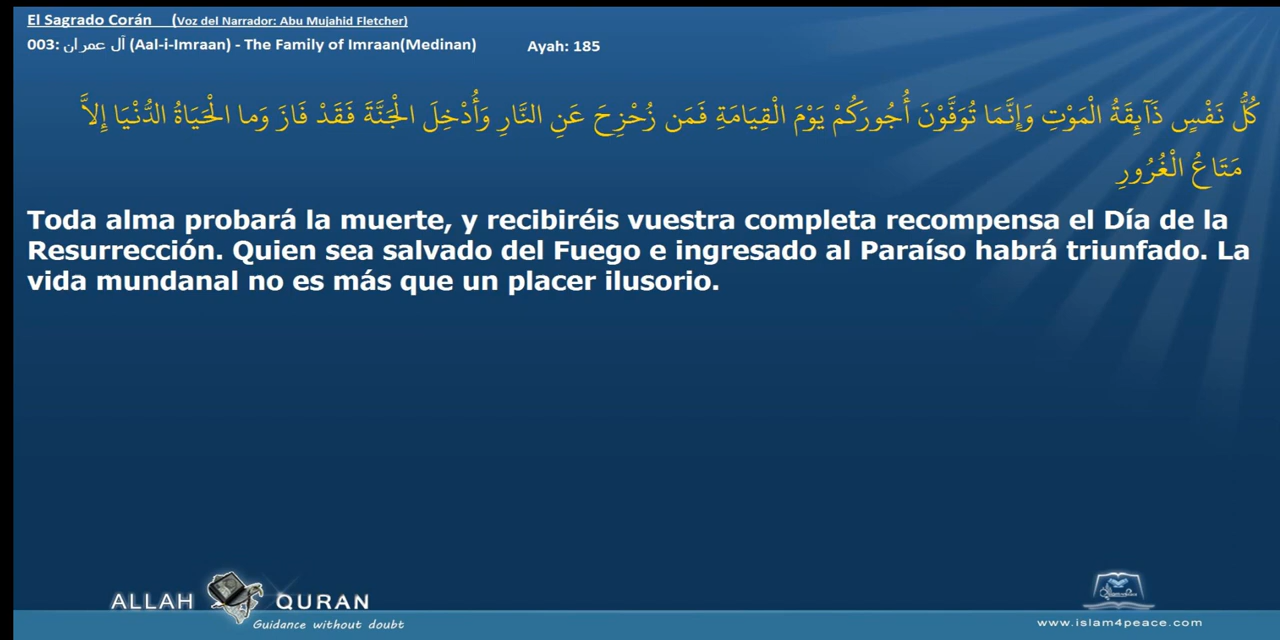 El Sagrado Corán (Voz del Narrador: Abu Mujahid Fletcher)
003: آل عمران (Aal-i-Imraan) - The Family of Imraan(Medinan) Ayah: 185
كُلُّ نَفْسٍ ذَآئِقَةُ الْمَوْتِ وَإِنَّمَا تُوَفَّوْنَ أُجُورَكُمْ يَوْمَ الْقِيَامَةِ فَمَن زُحْزِحَ عَنِ النَّارِ وَأُدْخِلَ الْجَنَّةَ فَقَدْ فَازَ وَما الْحَيَاةُ الدُّنْيَا إِلاَّ
مَتَاعُ الْغُرُورِ
Toda alma probará la muerte, y recibiréis vuestra completa recompensa el Día de la
Resurrección. Quien sea salvado del Fuego e ingresado al Paraíso habrá triunfado. La
vida mundanal no es más que un placer ilusorio.
ALLAH QURAN
Guidance without doubt
www.islam4peace.com